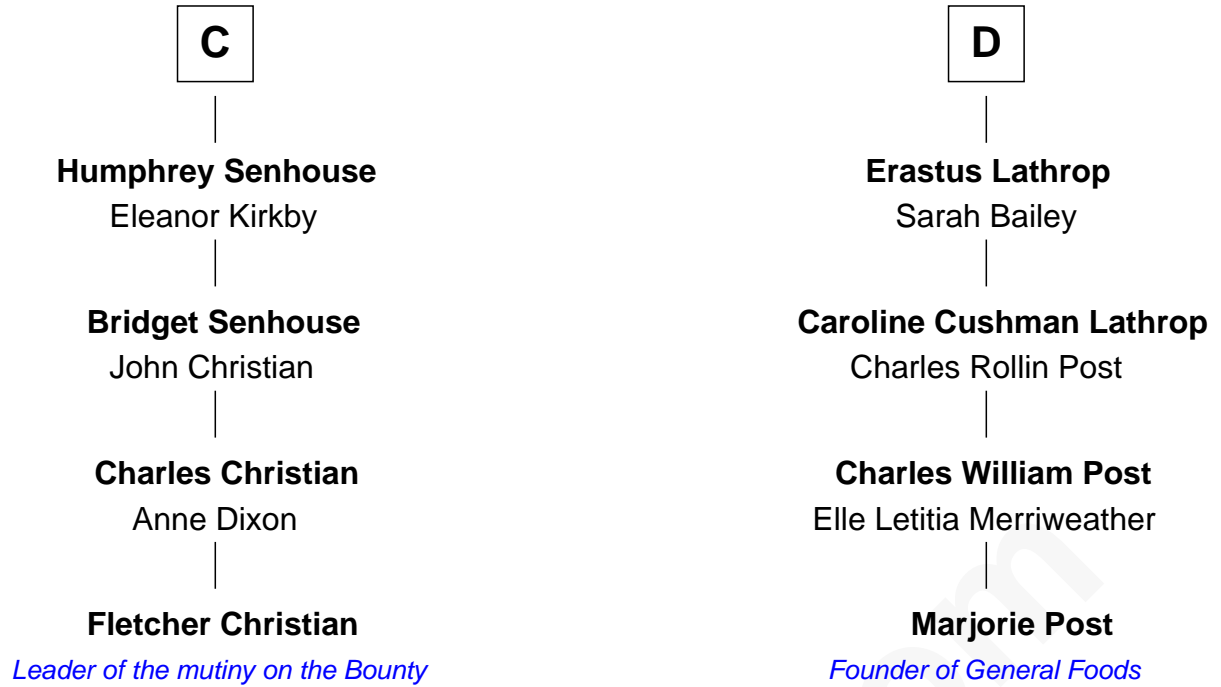 C
Humphrey Senhouse
Eleanor Kirkby
Bridget Senhouse
John Christian
Charles Christian
Anne Dixon
Fletcher Christian
Leader of the mutiny on the Bounty
D
Erastus Lathrop
Sarah Bailey
Caroline Cushman Lathrop
Charles Rollin Post
Charles William Post
Elle Letitia Merriweather
Marjorie Post
Founder of General Foods